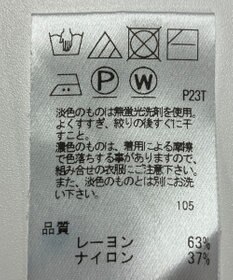 P
W
P23T
淡色のものは無蛍光洗剤を使用。
よくすすぎ、絞りの後すぐに干
すこと。
濃色のものは、着用による摩擦
で色落ちする事がありますので、
組み合せの衣服にご注意下さい。
また、淡色のものとは別にお洗
い下さい。
105
品質
レーヨン 63%
ナイロン 37%